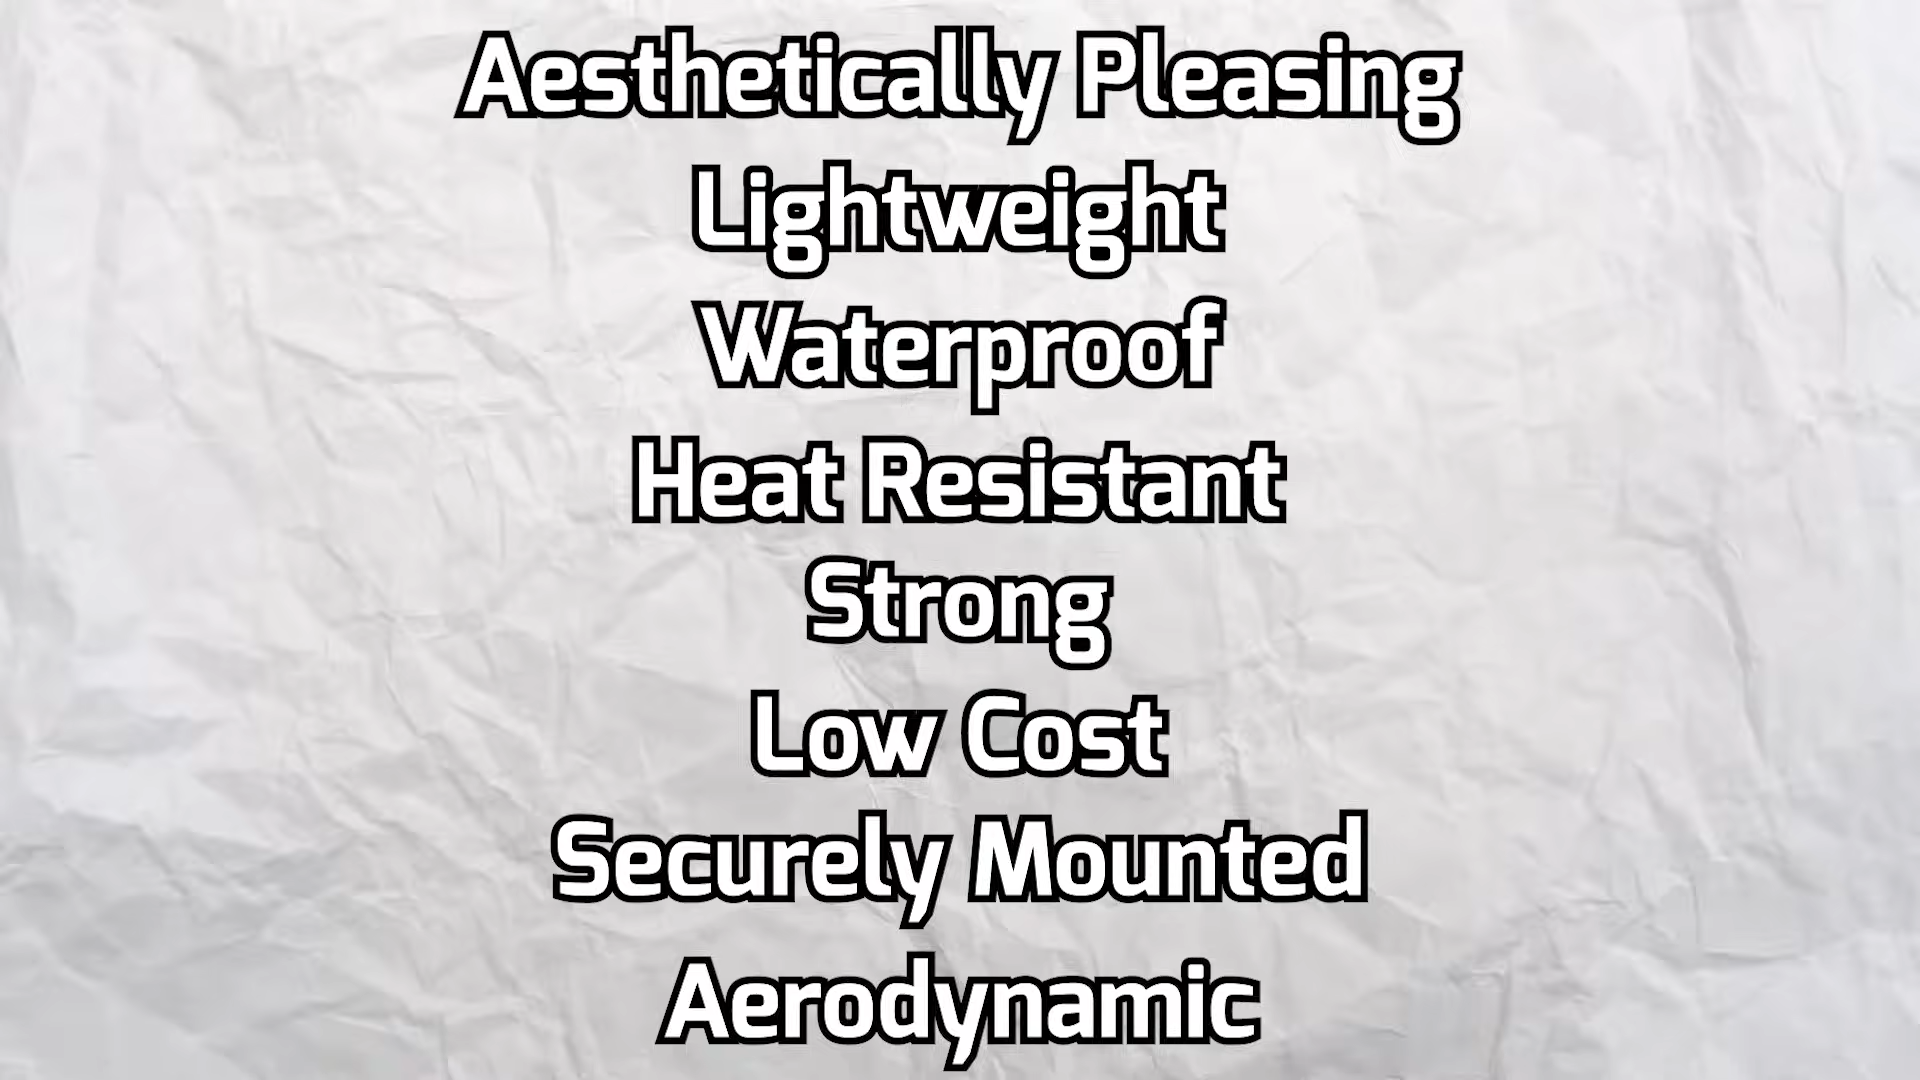 Aesthetically Pleasing
Lightweight
Waterproof
Heat Resistant
Strong
Low Cost
Securely Mounted
Aerodynamic